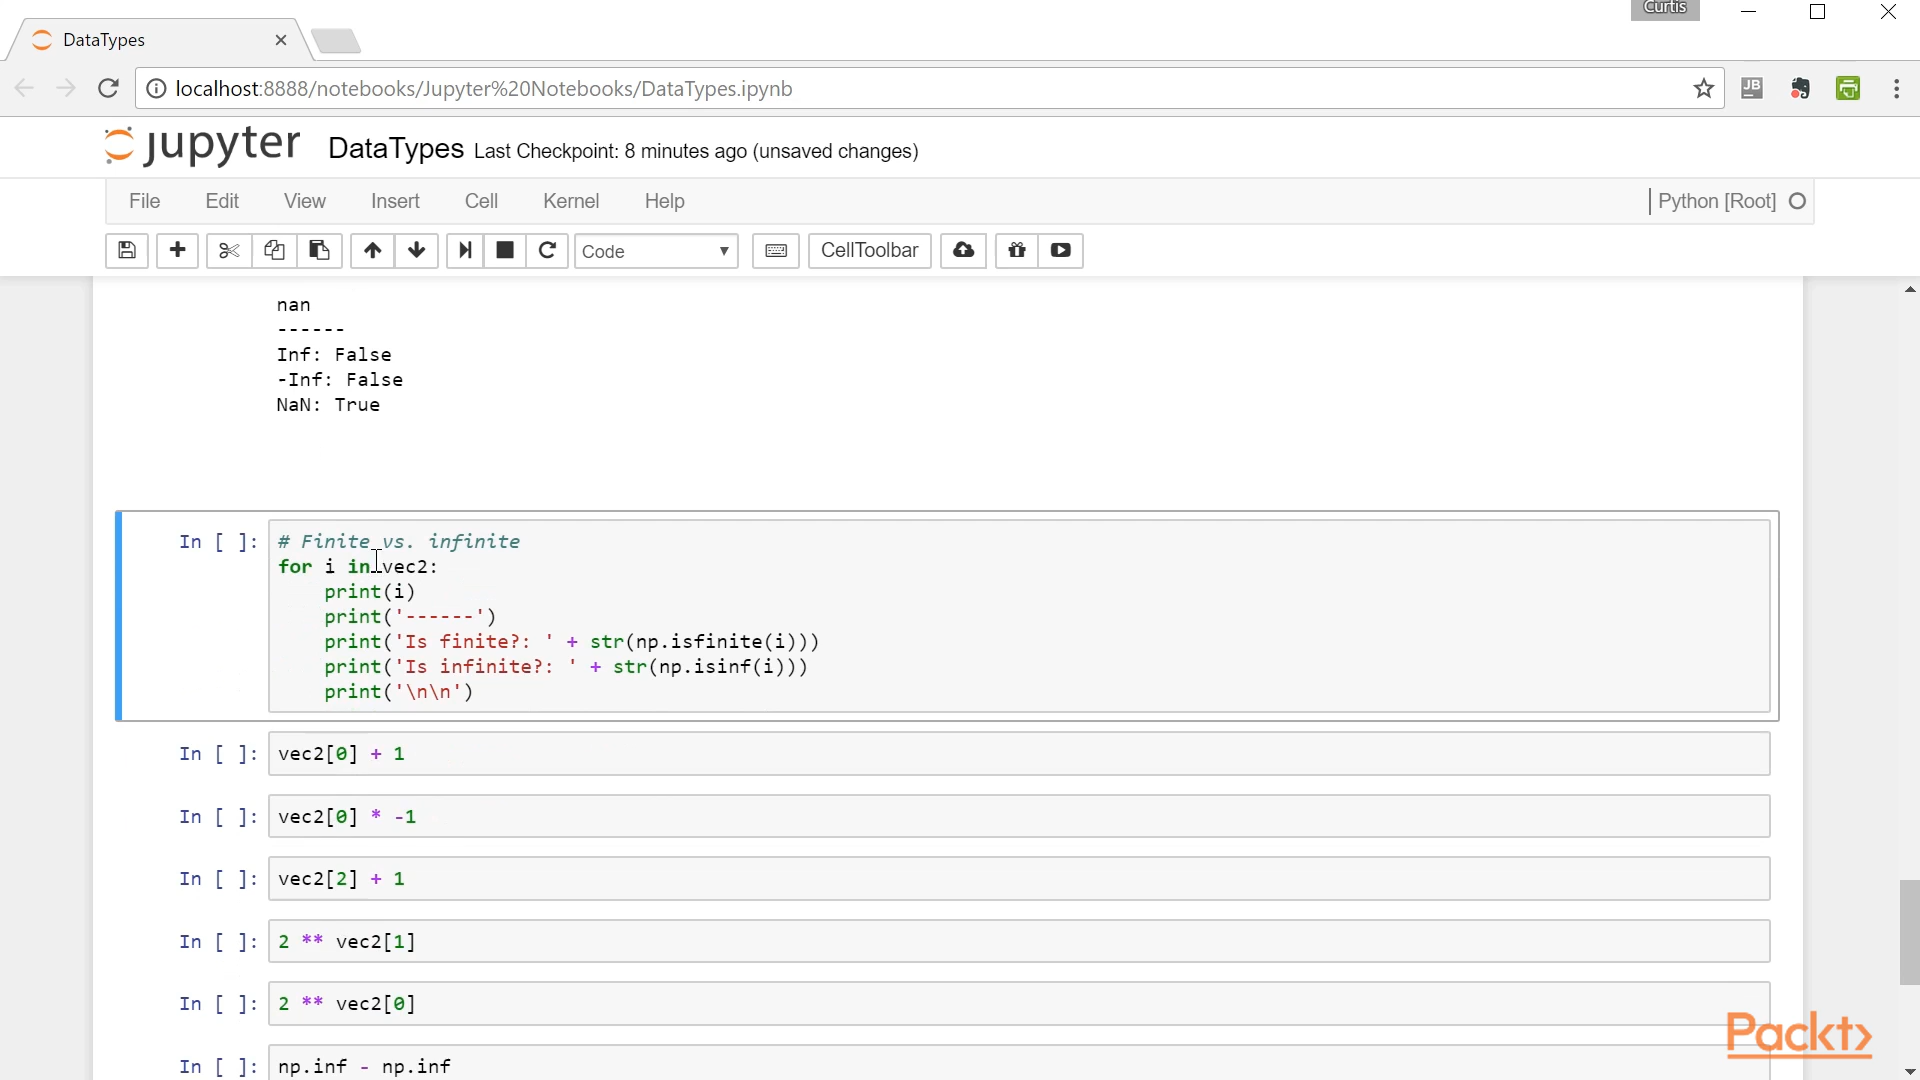 Curtis
DataTypes
localhost:8888/notebooks/Jupyter%20Notebooks/DataTypes.ipynb
JB
jupyter DataTypes Last Checkpoint: 8 minutes ago (unsaved changes)
File Edit View Insert Cell Kernel Help Python [Root]
Code CellToolbar
nan
------
Inf: False
-Inf: False
NaN: True
In [ ]: # Finite vs. infinite
for i in vec2:
    print(i)
    print('------')
    print('Is finite?: ' + str(np.isfinite(i)))
    print('Is infinite?: ' + str(np.isinf(i)))
    print('\n\n')
In [ ]: vec2[0] + 1
In [ ]: vec2[0] * -1
In [ ]: vec2[2] + 1
In [ ]: 2 ** vec2[1]
In [ ]: 2 ** vec2[0]
In [ ]: np.inf - np.inf
Packt>